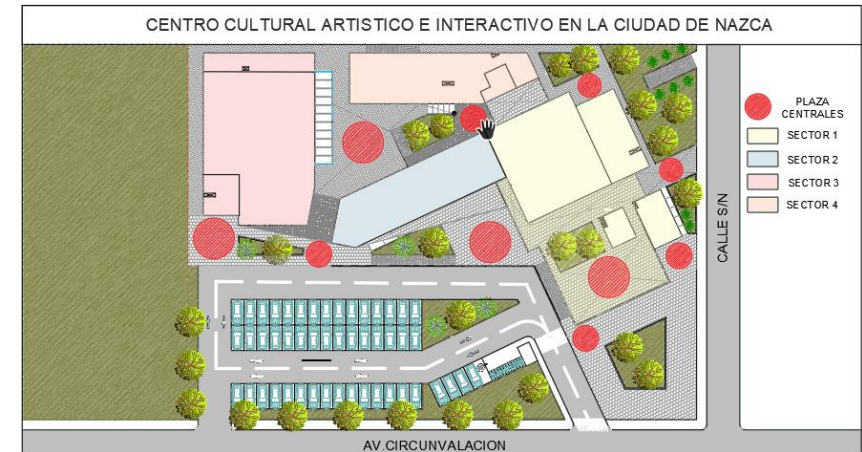 CENTRO CULTURAL ARTISTICO E INTERACTIVO EN LA CIUDAD DE NAZCA
PLAZA
CENTRALES
SECTOR 1
SECTOR 2
SECTOR 3
SECTOR 4
CALLE S/N
AV.CIRCUNVALACION